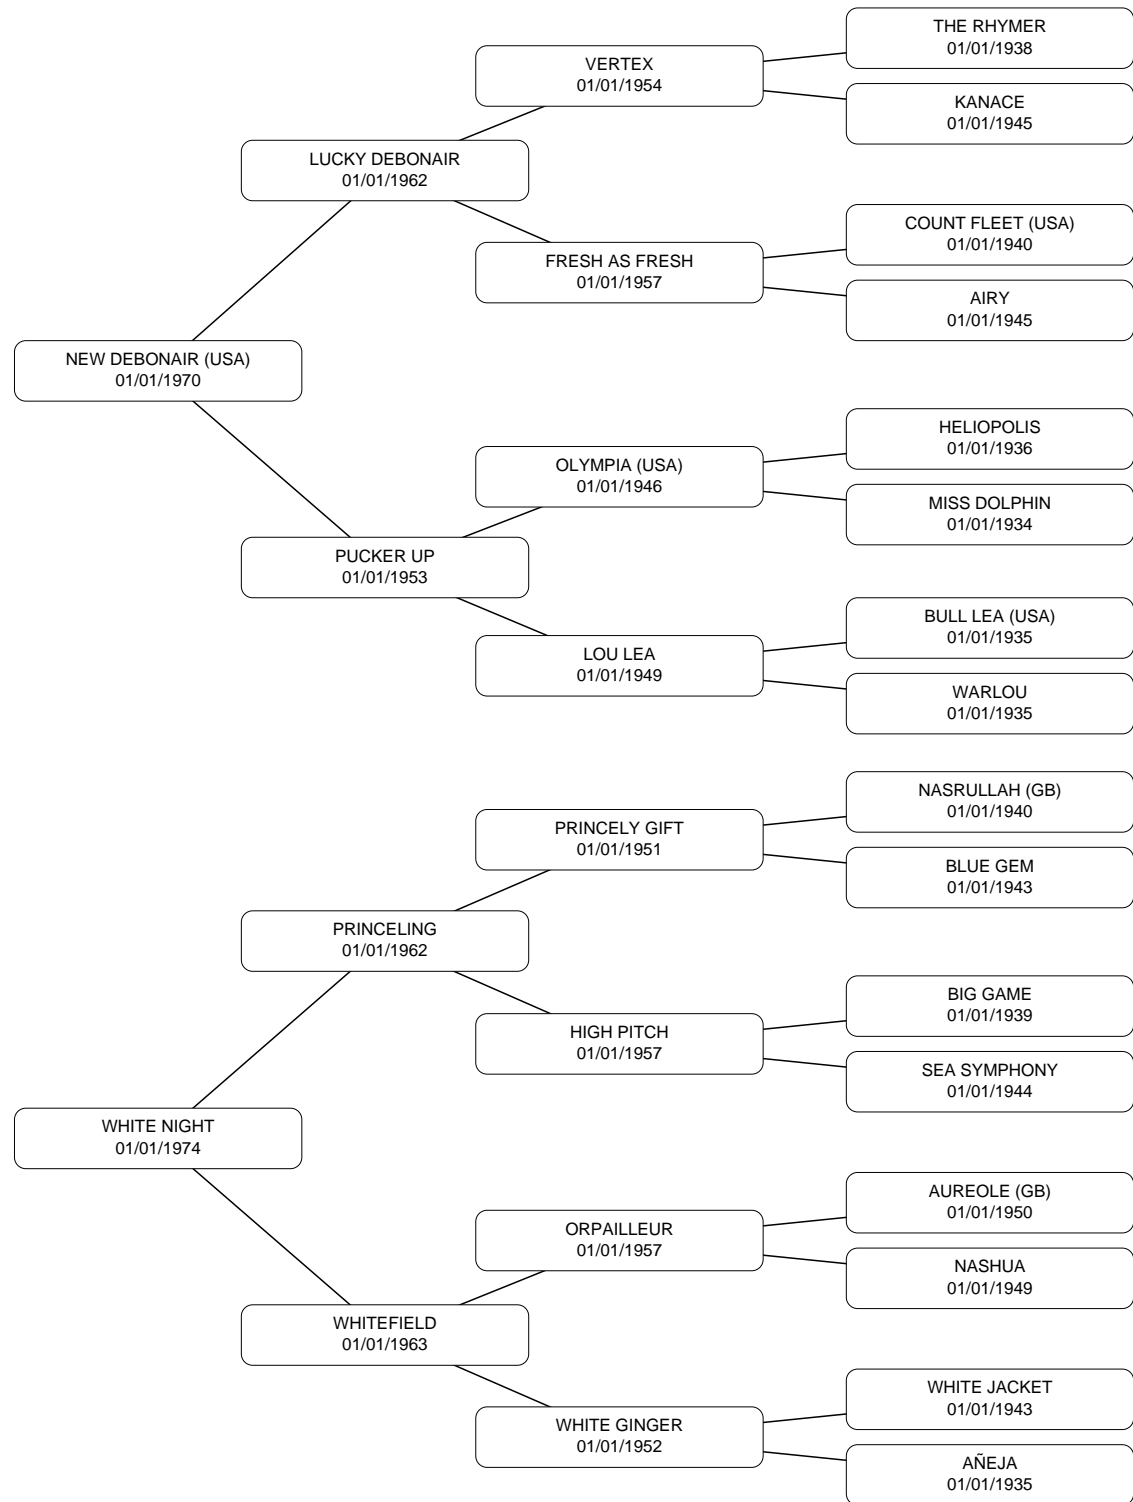 THE RHYMER
01/01/1938
VERTEX
01/01/1954
KANACE
01/01/1945
LUCKY DEBONAIR
01/01/1962
COUNT FLEET (USA)
01/01/1940
FRESH AS FRESH
01/01/1957
AIRY
01/01/1945
NEW DEBONAIR (USA)
01/01/1970
HELIOPOLIS
01/01/1936
OLYMPIA (USA)
01/01/1946
MISS DOLPHIN
01/01/1934
PUCKER UP
01/01/1953
BULL LEA (USA)
01/01/1935
LOU LEA
01/01/1949
WARLOU
01/01/1935
NASRULLAH (GB)
01/01/1940
PRINCELY GIFT
01/01/1951
BLUE GEM
01/01/1943
PRINCELING
01/01/1962
BIG GAME
01/01/1939
HIGH PITCH
01/01/1957
SEA SYMPHONY
01/01/1944
WHITE NIGHT
01/01/1974
AUREOLE (GB)
01/01/1950
ORPAILLEUR
01/01/1957
NASHUA
01/01/1949
WHITEFIELD
01/01/1963
WHITE JACKET
01/01/1943
WHITE GINGER
01/01/1952
AÑEJA
01/01/1935